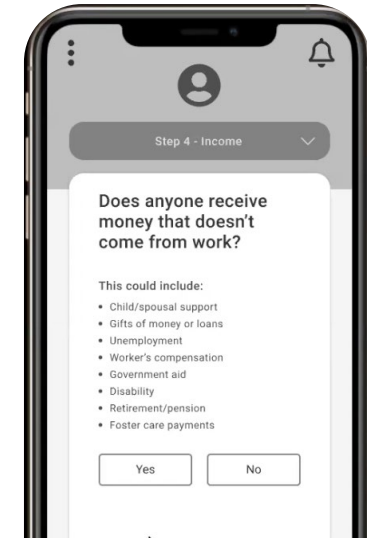 Step 4 - Income
Does anyone receive
money that doesn't
come from work?
This could include:
• Child/spousal support
• Gifts of money or loans
• Unemployment
• Worker's compensation
• Government aid
• Disability
• Retirement/pension
• Foster care payments
Yes No